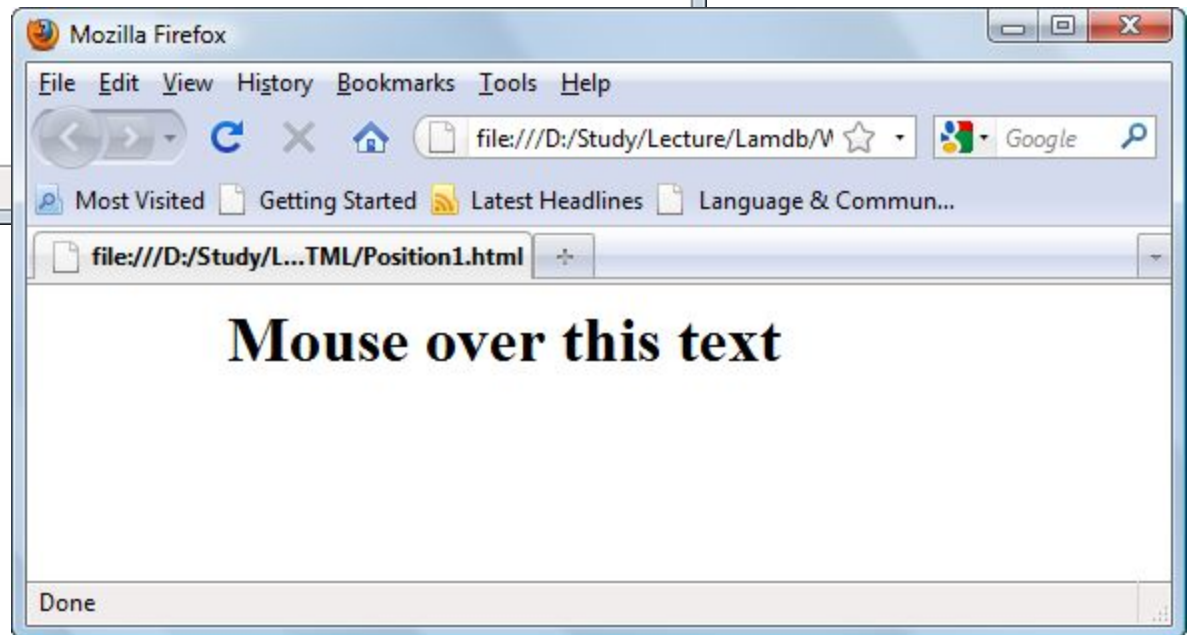 Mozilla Firefox
File Edit View History Bookmarks Tools Help
file:///D:/Study/Lecture/Lamdb/W Google
Most Visited Getting Started Latest Headlines Language & Commun...
file:///D:/Study/L...TML/Position1.html
Mouse over this text
Done